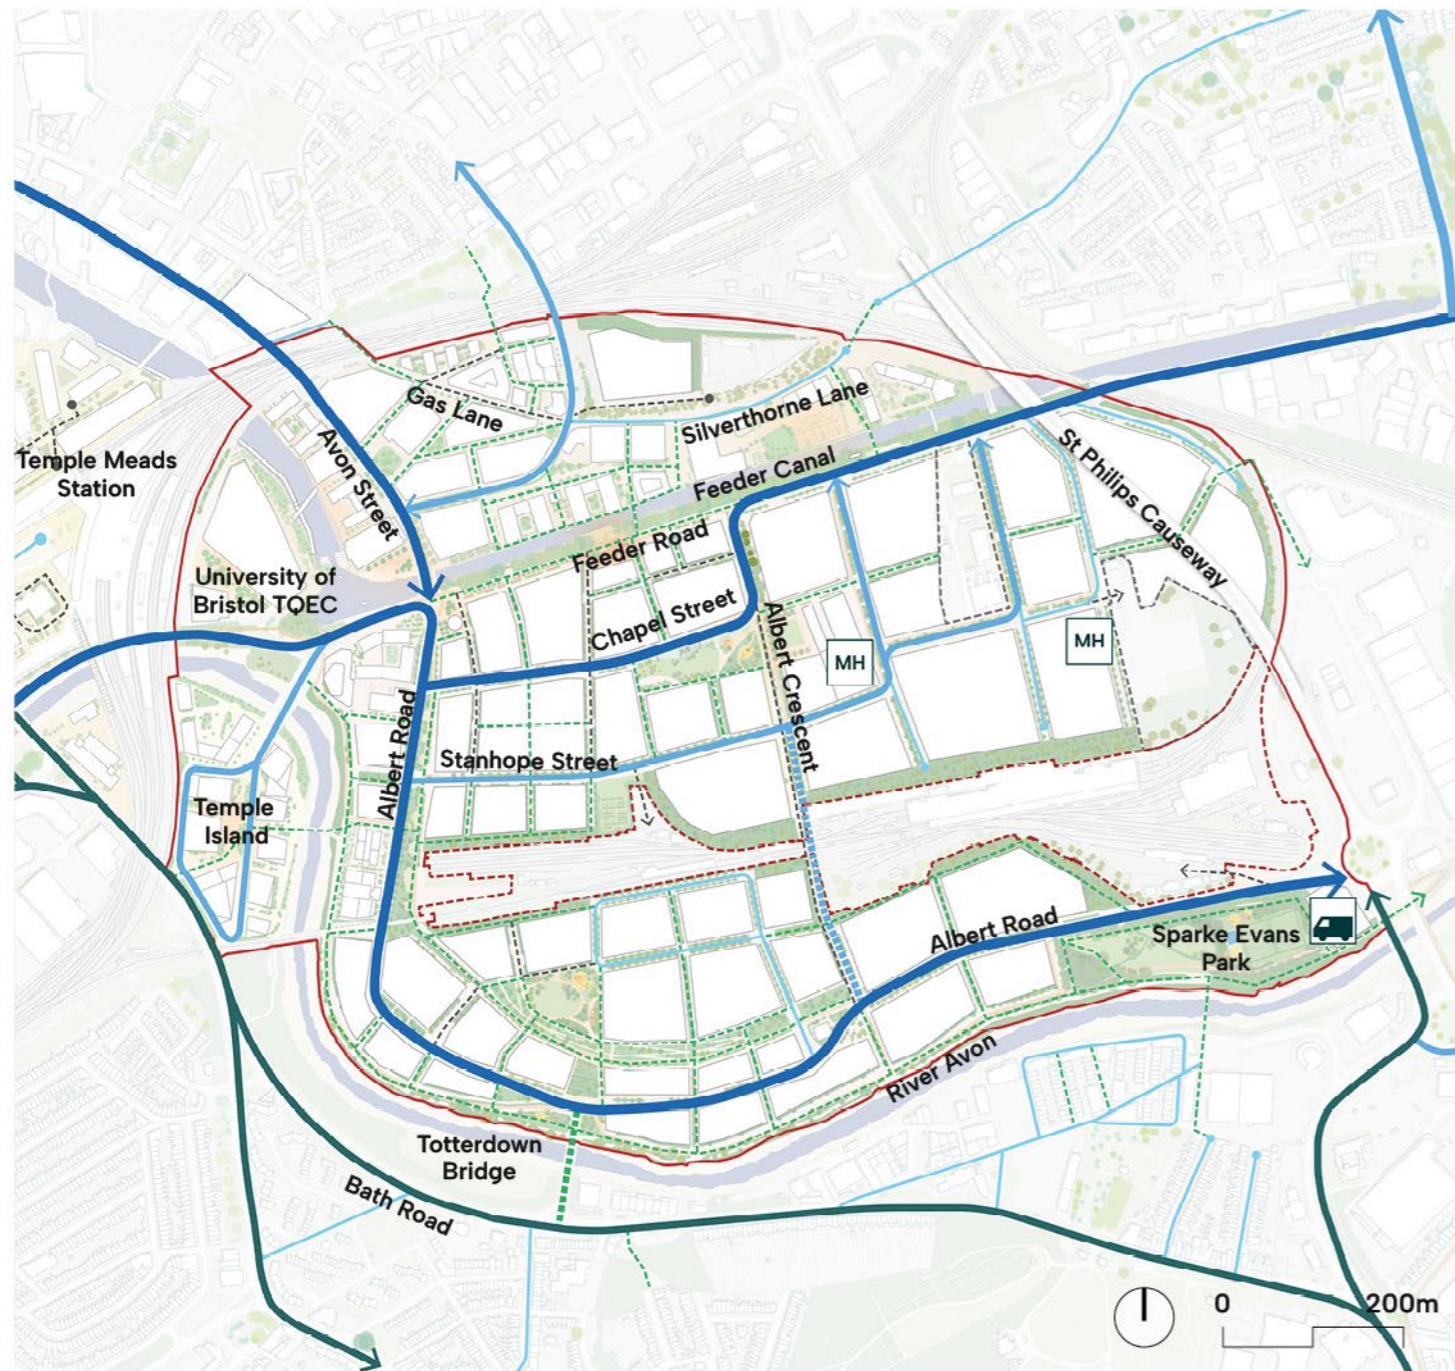 Gas Lane
Silverthorne Lane
Avon Street
Temple Meads
Station
Feeder Canal
St Philips Causeway
Feeder Road
University of
Bristol TQEC
Chapel Street
Albert Crescent
MH
MH
Albert Road
Stanhope Street
Temple
Island
Albert Road
Sparke Evans
Park
River Avon
Totterdown
Bridge
Bath Road
0
200m